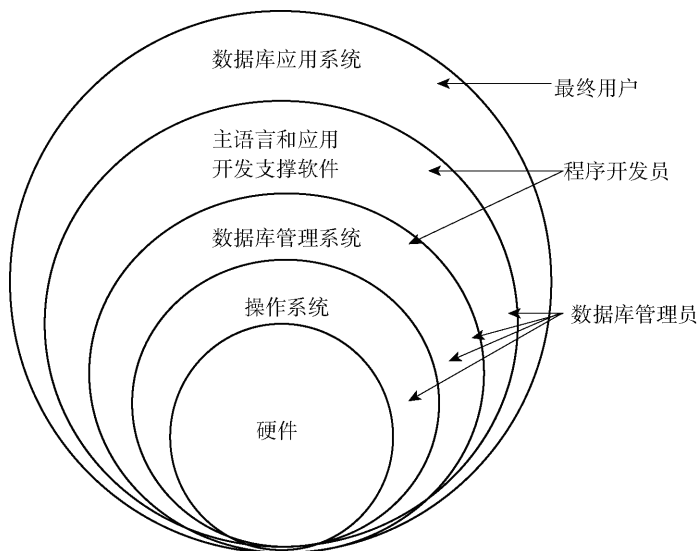 数据库应用系统
最终用户
主语言和应用
开发支撑软件
程序开发员
数据库管理系统
操作系统
数据库管理员
硬件